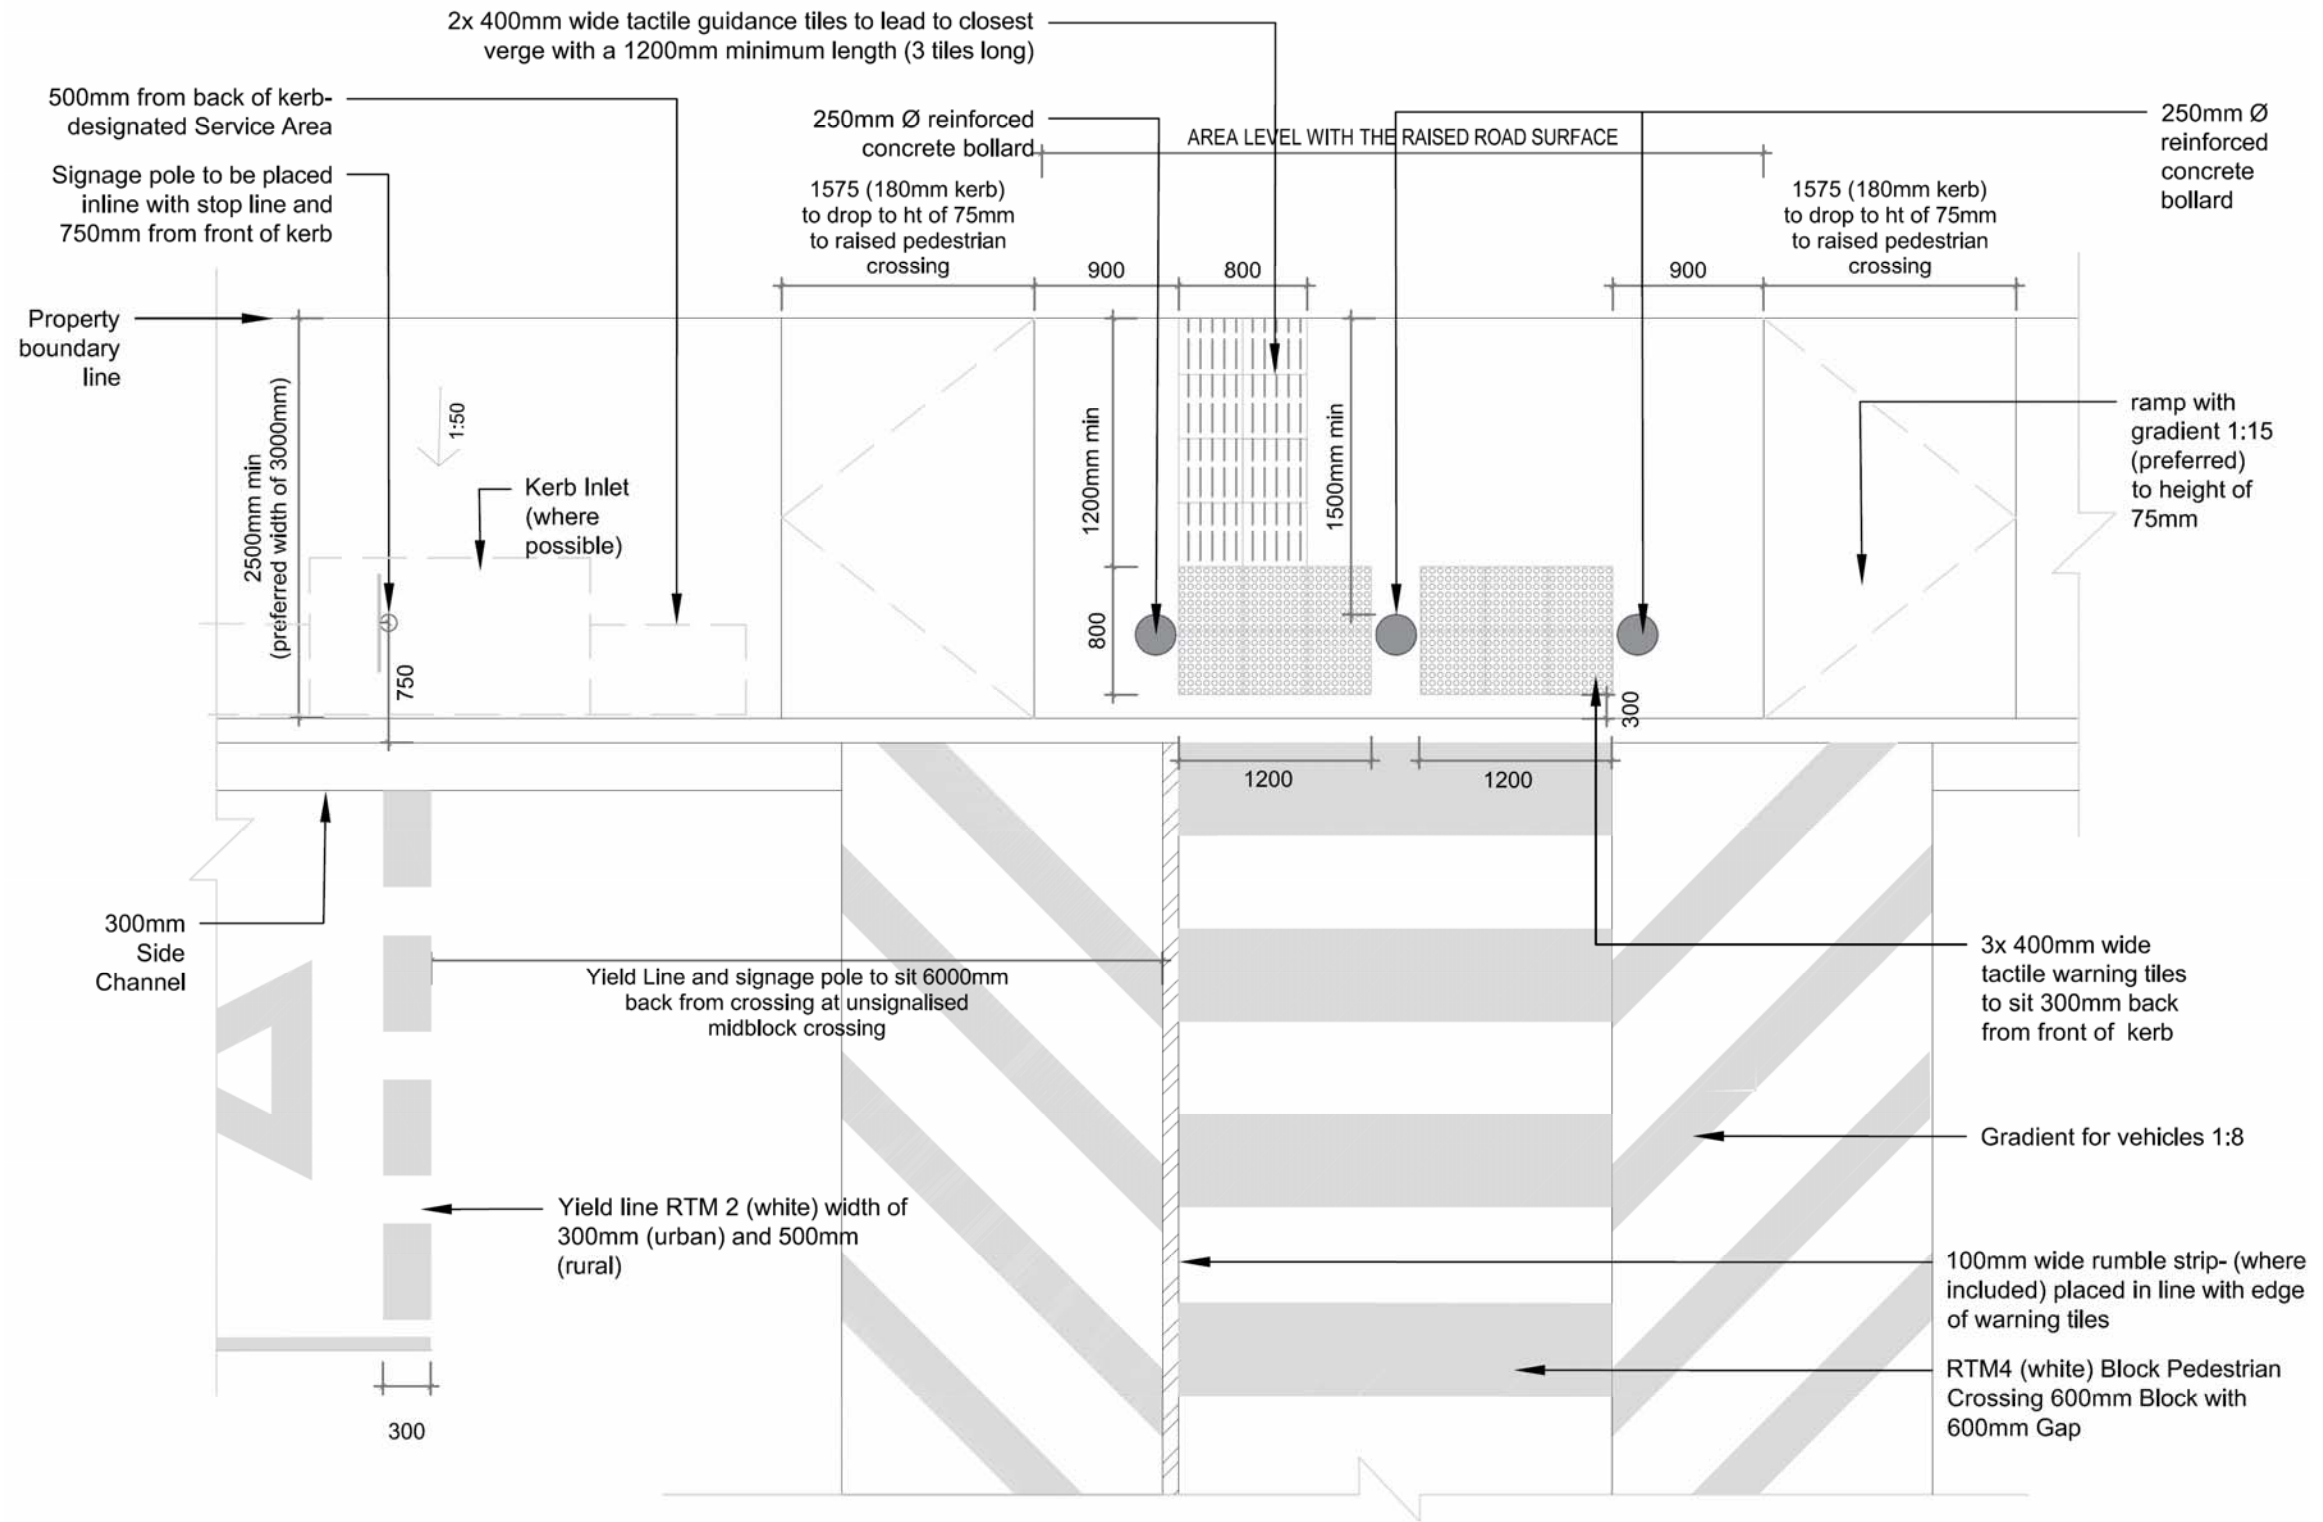 2x 400mm wide tactile guidance tiles to lead to closest
verge with a 1200mm minimum length (3 tiles long)
500mm from back of kerb-
designated Service Area
250mm Ø reinforced
concrete bollard
AREA LEVEL WITH THE RAISED ROAD SURFACE
250mm Ø
reinforced
concrete
bollard
Signage pole to be placed
inline with stop line and
750mm from front of kerb
1575 (180mm kerb)
to drop to ht of 75mm
to raised pedestrian
crossing
1575 (180mm kerb)
to drop to ht of 75mm
to raised pedestrian
crossing
900
800
900
Property
boundary
line
2500mm min
(preferred width of 3000mm)
1:50
Kerb Inlet
(where
possible)
1200mm min
1500mm min
ramp with
gradient 1:15
(preferred)
to height of
75mm
800
750
300
1200
1200
300mm
Side
Channel
Yield Line and signage pole to sit 6000mm
back from crossing at unsignalised
midblock crossing
3x 400mm wide
tactile warning tiles
to sit 300mm back
from front of kerb
Gradient for vehicles 1:8
Yield line RTM 2 (white) width of
300mm (urban) and 500mm
(rural)
100mm wide rumble strip- (where
included) placed in line with edge
of warning tiles
RTM4 (white) Block Pedestrian
Crossing 600mm Block with
600mm Gap
300